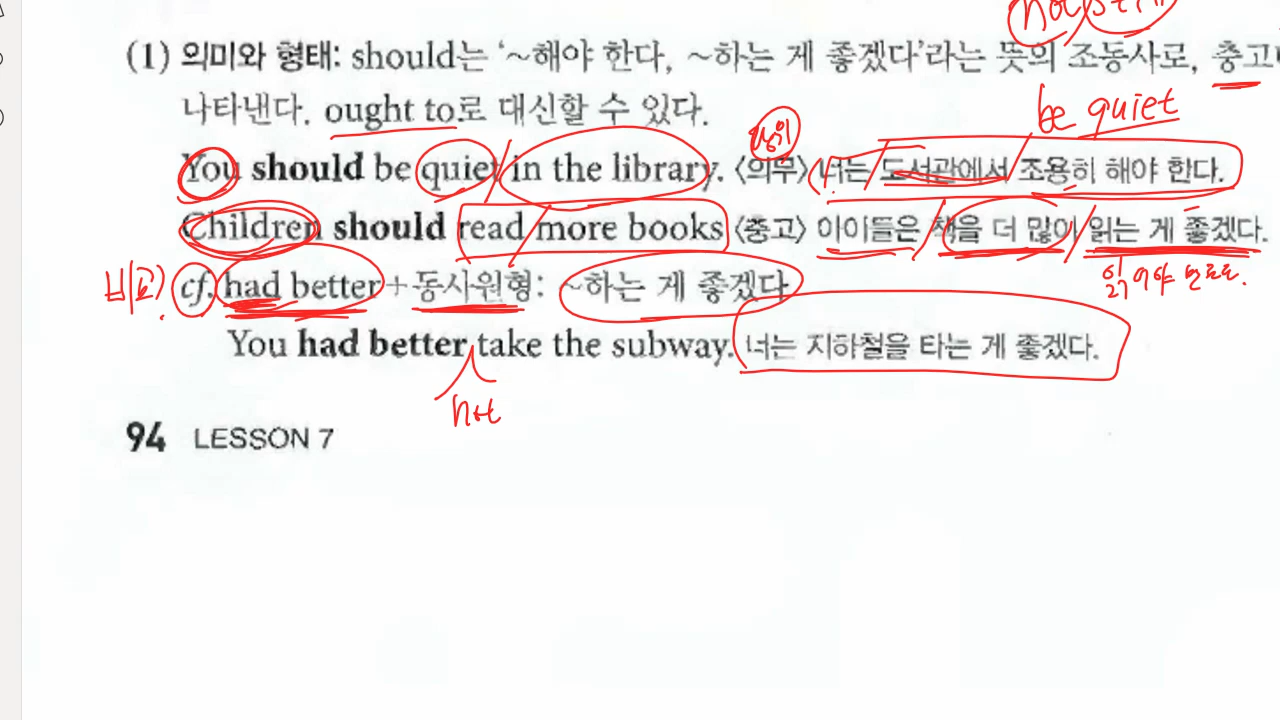 (1) 의미와 형태: should는 '~해야 한다, ~하는 게 좋겠다'라는 뜻의 조동사로, 충고
나타낸다. ought to로 대신할 수 있다.
be quiet
You should be quiet in the library. <의무> 너는 도서관에서 조용히 해야 한다.
Children should read more books <충고> 아이들은 책을 더 많이 읽는 게 좋겠다.
비교) cf. had better + 동사원형: ~하는 게 좋겠다
You had better take the subway. 너는 지하철을 타는 게 좋겠다.
not
94 LESSON 7